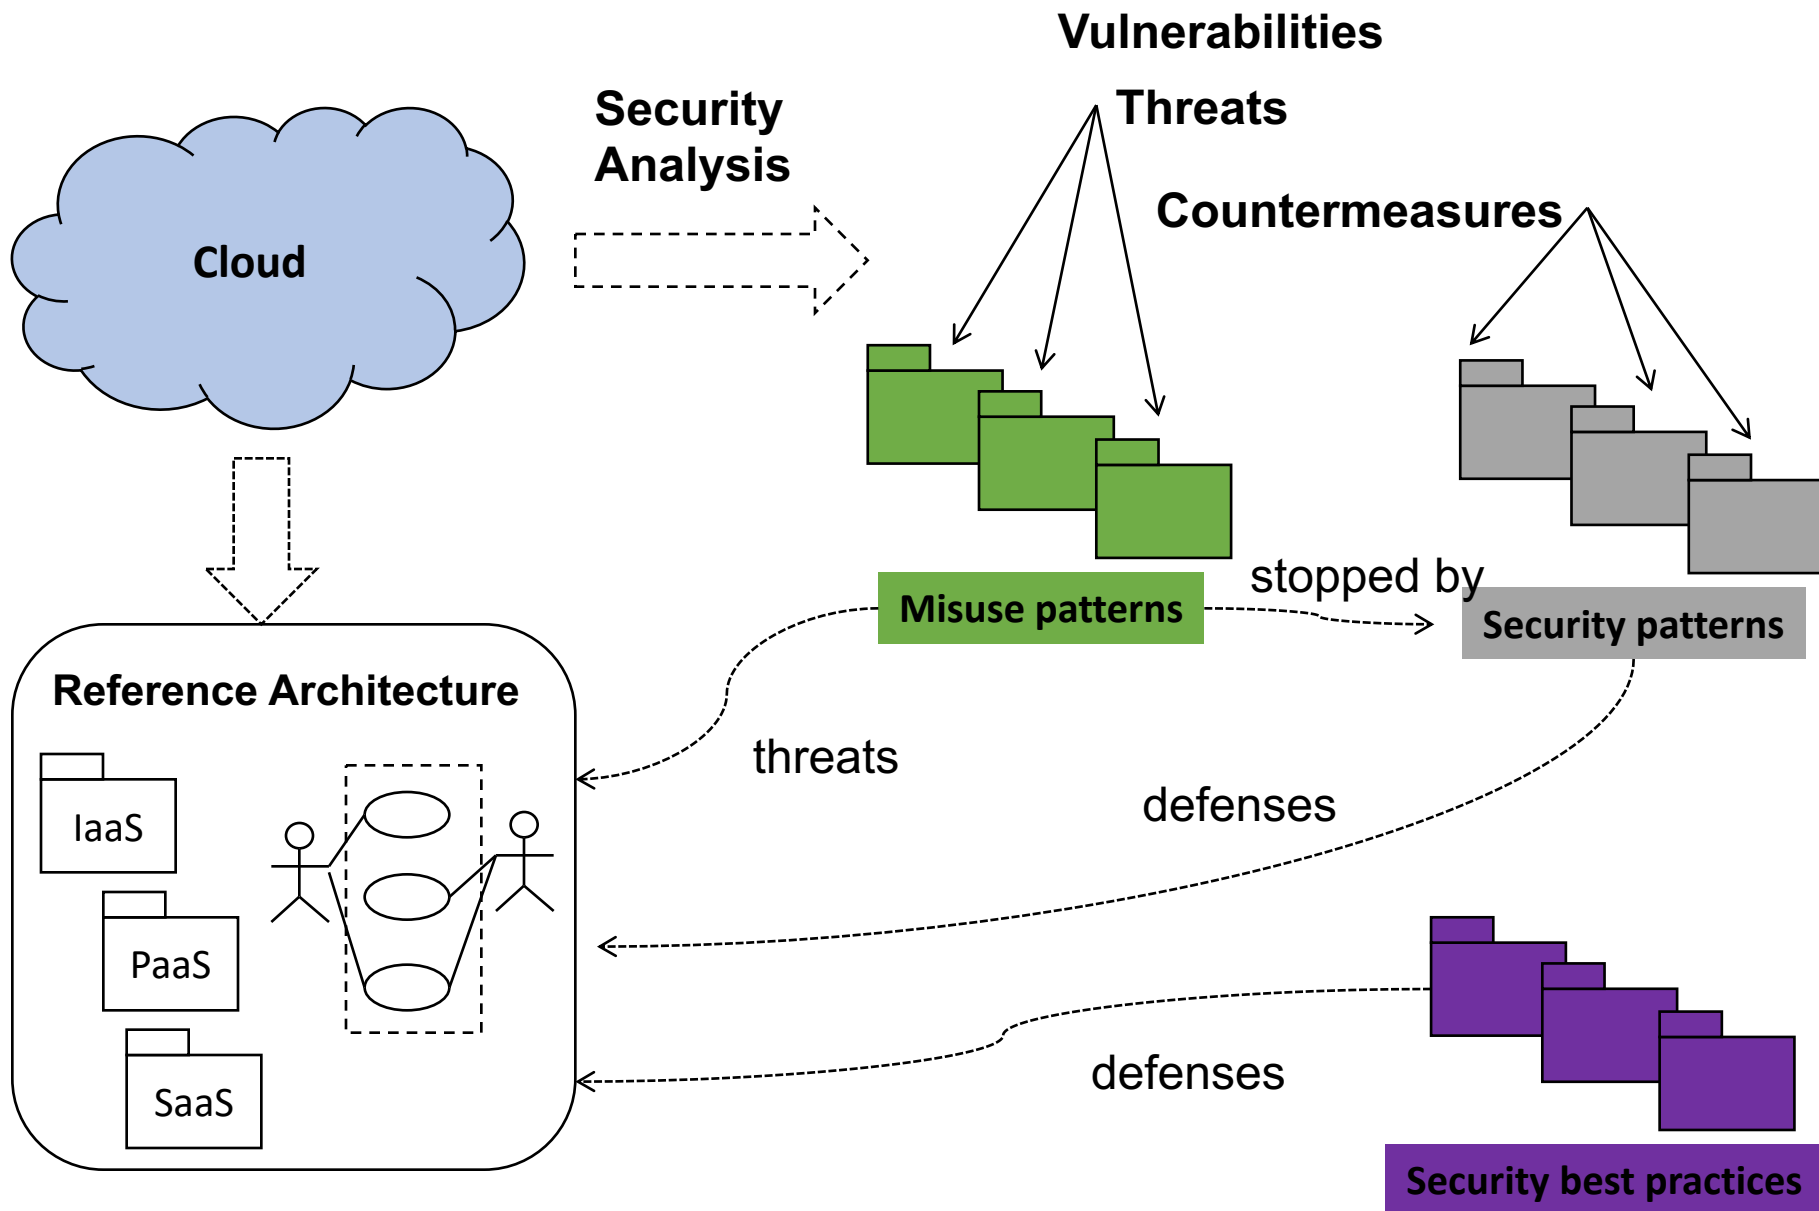 Vulnerabilities
Security
Analysis
Threats
Countermeasures
Cloud
stopped by
Misuse patterns
Security patterns
Reference Architecture
threats
defenses
IaaS
PaaS
SaaS
defenses
Security best practices